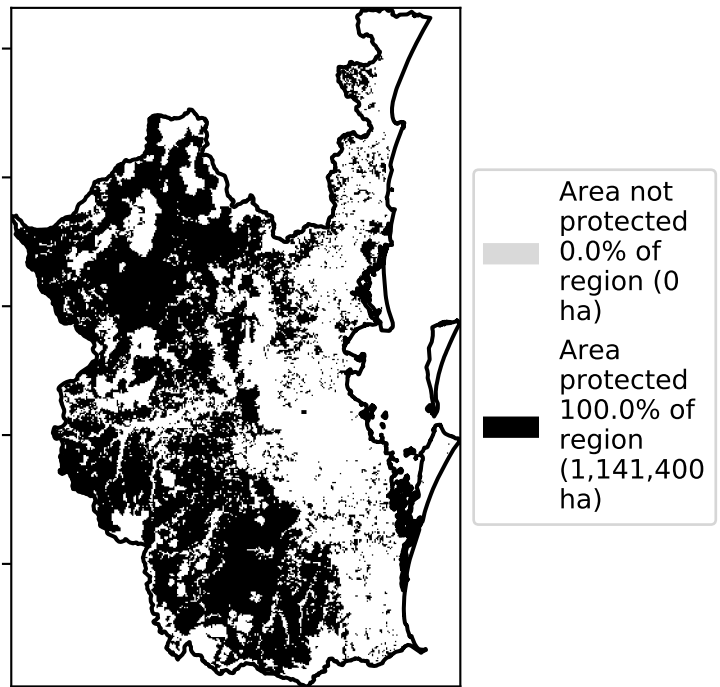 Area not
protected
0.0% of
region (0
ha)
Area
protected
100.0% of
region
(1,141,400
ha)